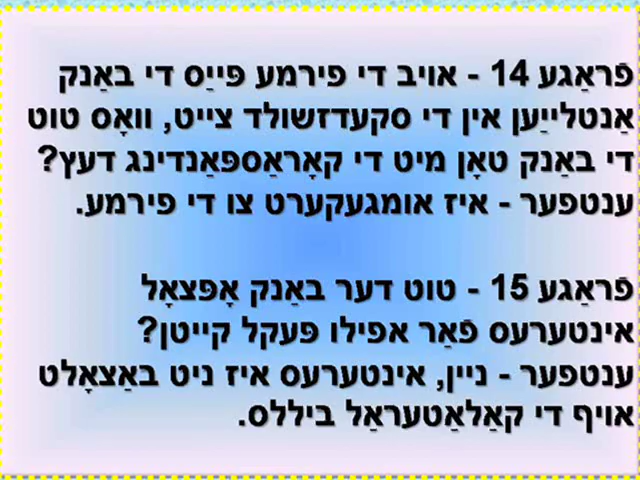 פֿראַגע 14 - אויב די פירמע פּייַס די באַנק
אַנטלייַען אין די סקעדזשולד צייט, וואָס טוט
די באַנק טאָן מיט די קאָראַספּאַנדינג דעץ?
ענטפער - איז אומגעקערט צו די פירמע.
פֿראַגע 15 - טוט דער באַנק אָפּצאָל
אינטערעס פֿאַר אפילו פּעקל קייטן?
ענטפער - ניין, אינטערעס איז ניט באַצאָלט
אויף די קאַלאַטעראַל ביללס.